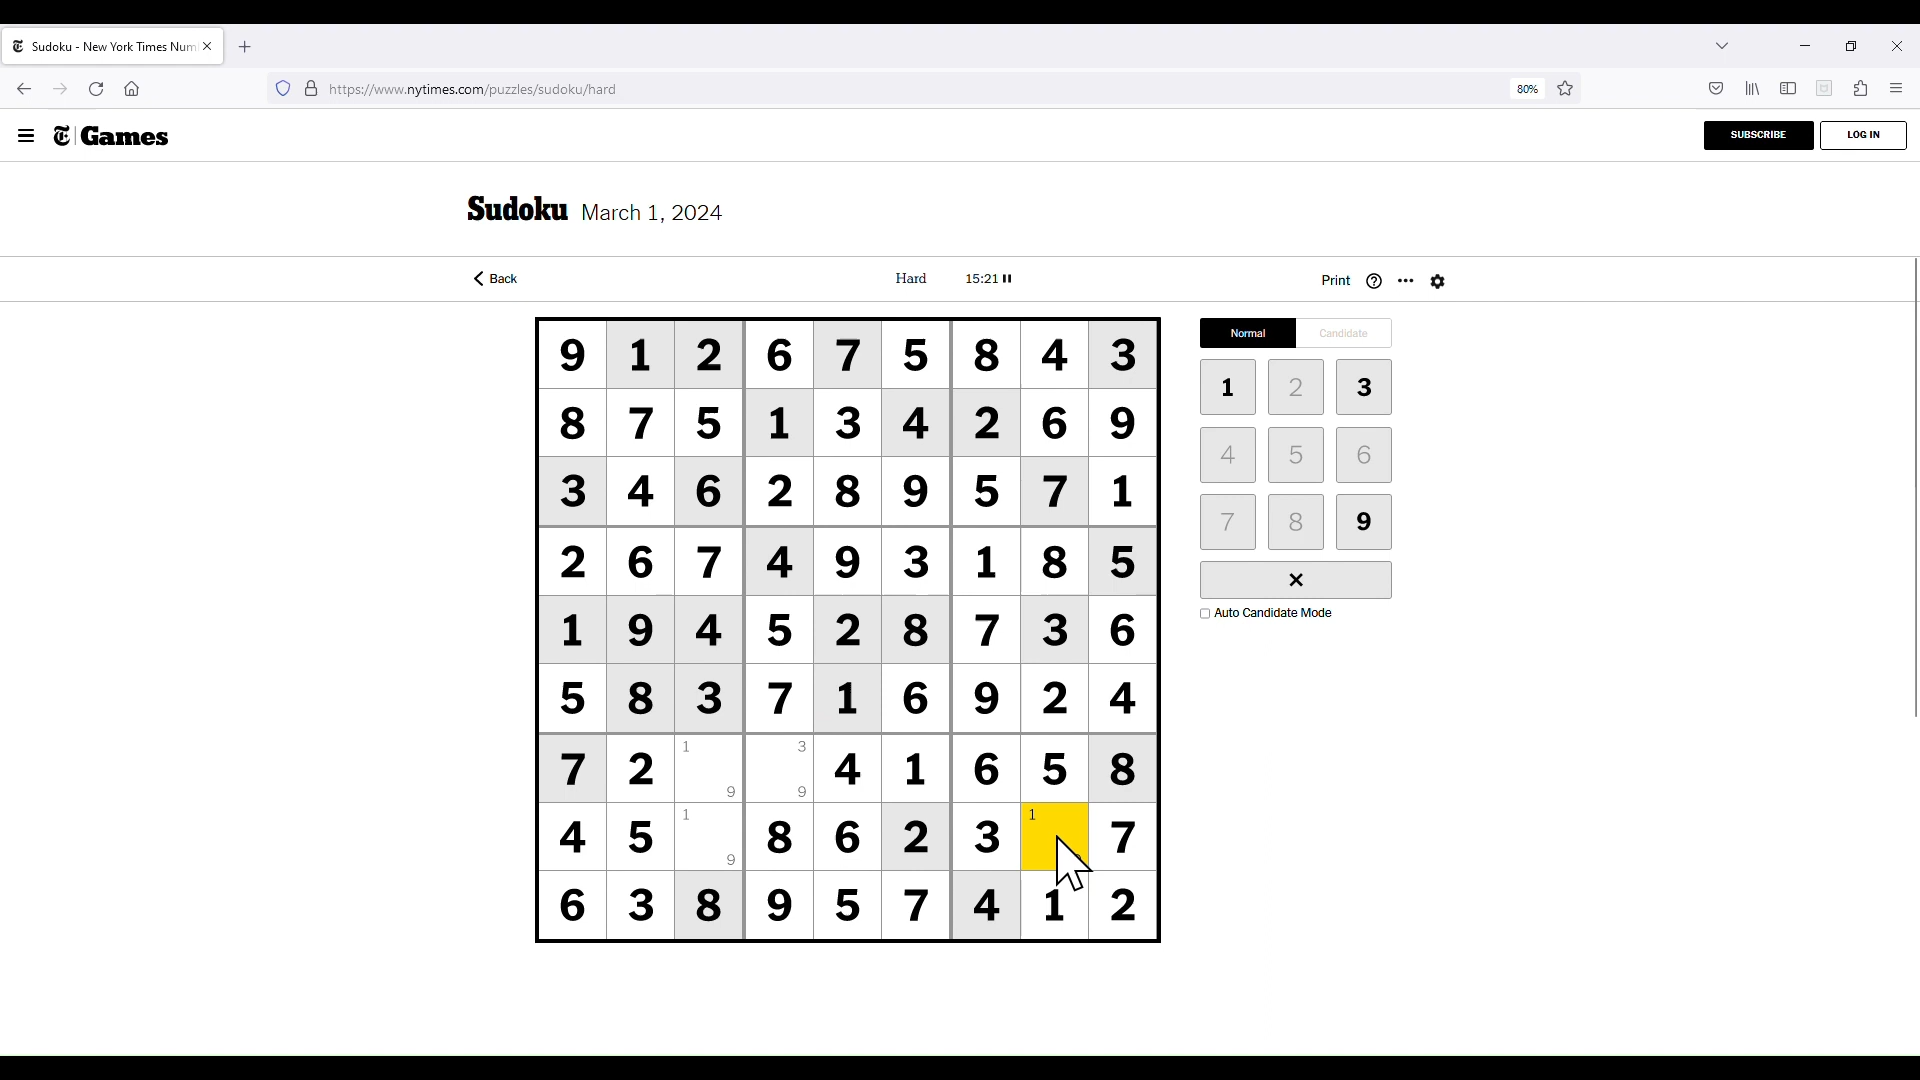 Sudoku - New York Times Num
https://www.nytimes.com/puzzles/sudoku/hard
80%
Games
SUBSCRIBE
LOG IN
Sudoku March 1, 2024
Back
Hard
15:21
Print
9 1 2 6 7 5 8 4 3
8 7 5 1 3 4 2 6 9
3 4 6 2 8 9 5 7 1
2 6 7 4 9 3 1 8 5
1 9 4 5 2 8 7 3 6
5 8 3 7 1 6 9 2 4
7 2 1 9 3 9 4 1 6 5 8
4 5 1 9 8 6 2 3 1 7
6 3 8 9 5 7 4 1 2
Normal Candidate
1 2 3
4 5 6
7 8 9
Auto Candidate Mode